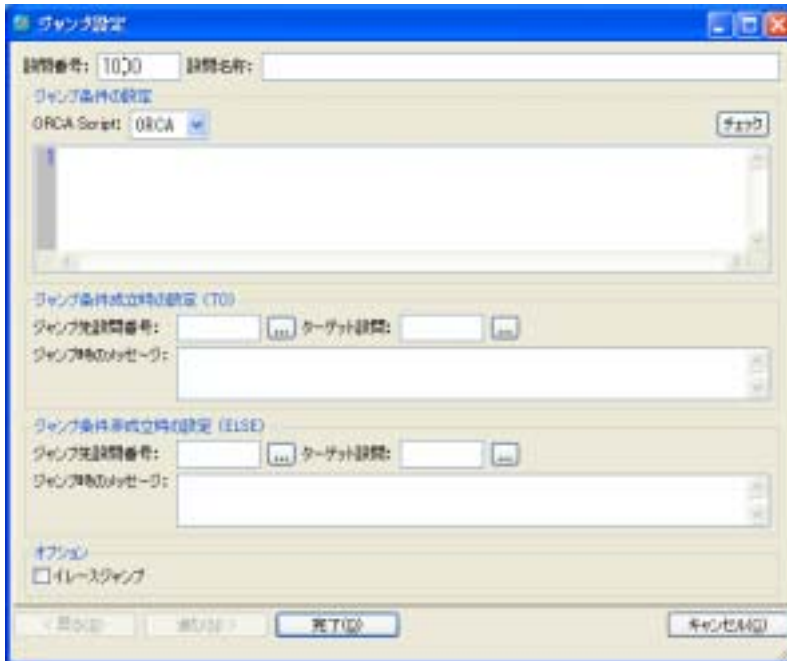 ジャンプ設定
設問番号: 1000 設問名称:
ジャンプ条件の設定
ORCA Script: ORCA
チェック
1
ジャンプ条件成立時の設定 (TO)
ジャンプ先設問番号: ... ターゲット設問: ...
ジャンプ時のメッセージ:
ジャンプ条件非成立時の設定 (ELSE)
ジャンプ先設問番号: ... ターゲット設問: ...
ジャンプ時のメッセージ:
オプション
イレースジャンプ
完了(D) キャンセル(C)